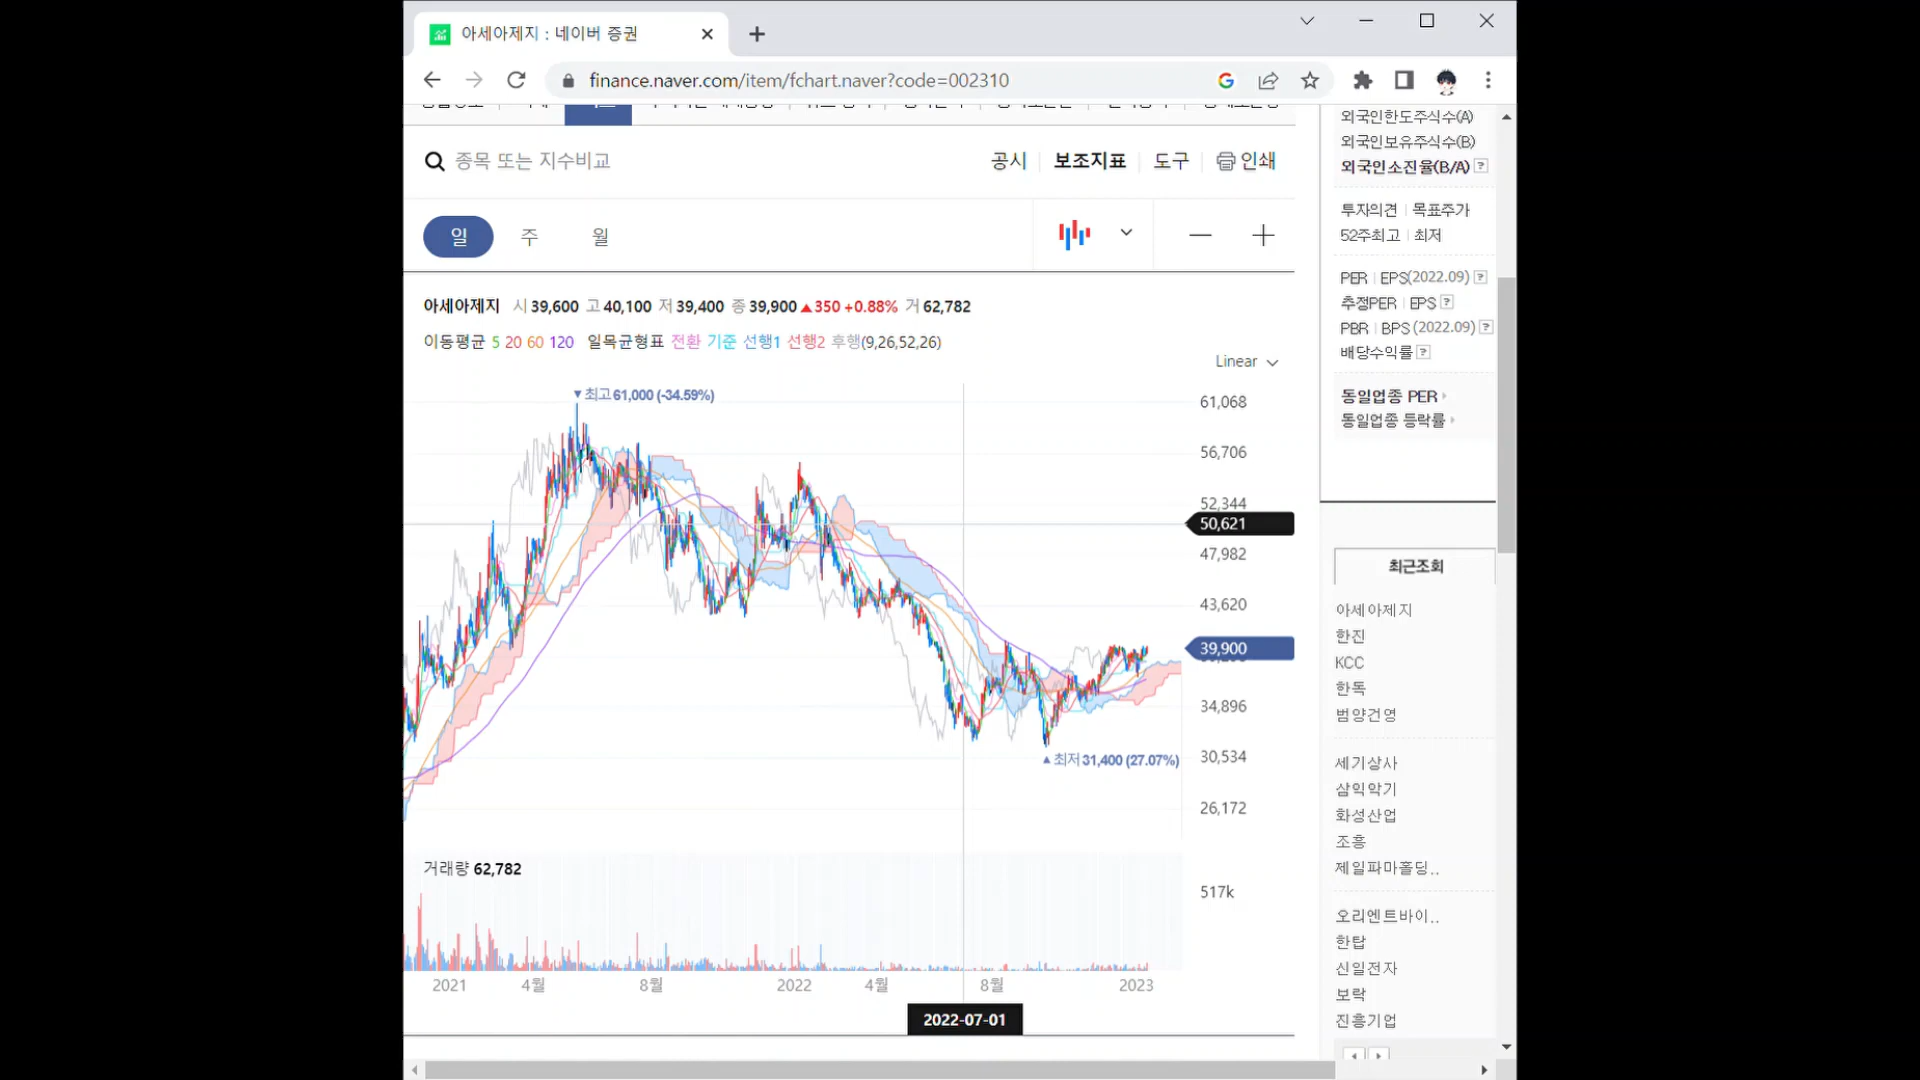 아세아제지 : 네이버 증권
finance.naver.com/item/fchart.naver?code=002310
종목 또는 지수비교
공시
보조지표
도구
인쇄
일
주
월
아세아제지 시 39,600 고 40,100 저 39,400 종 39,900 ▲350 +0.88% 거 62,782
이동평균 5 20 60 120 일목균형표 전환 기준 선행1 선행2 후행(9,26,52,26)
Linear
▼최고 61,000 (-34.59%)
61,068
56,706
52,344
50,621
47,982
43,620
39,900
34,896
▲최저 31,400 (27.07%)
30,534
26,172
거래량 62,782
517k
2021
4월
8월
2022
4월
8월
2023
2022-07-01
외국인한도주식수(A)
외국인보유주식수(B)
외국인소진율(B/A) ?
투자의견 | 목표주가
52주최고 | 최저
PER | EPS(2022.09) ?
추정PER | EPS ?
PBR | BPS (2022.09) ?
배당수익률 ?
동일업종 PER
동일업종 등락률
최근조회
아세아제지
한진
KCC
한독
범양건영
세기상사
삼익악기
화성산업
조흥
제일파마홀딩..
오리엔트바이..
한탑
신일전자
보락
진흥기업